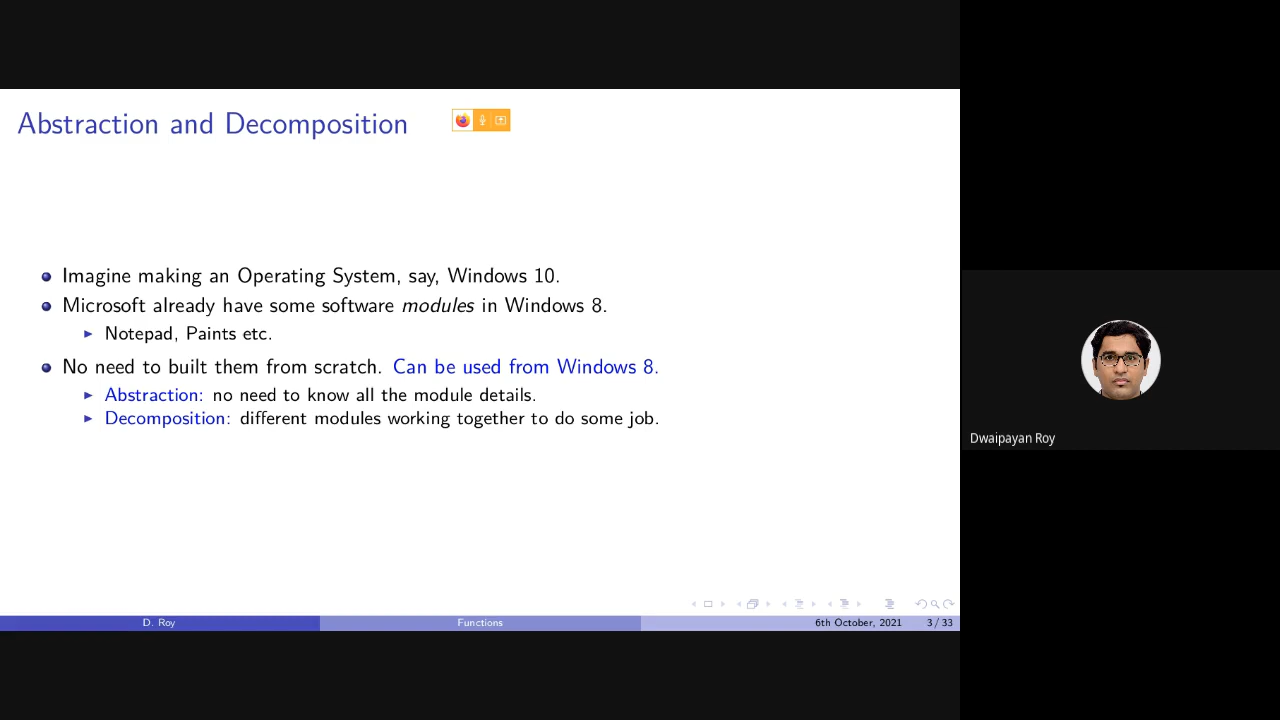 Abstraction and Decomposition
Imagine making an Operating System, say, Windows 10.
Microsoft already have some software modules in Windows 8.
Notepad, Paints etc.
No need to built them from scratch. Can be used from Windows 8.
Abstraction: no need to know all the module details.
Decomposition: different modules working together to do some job.
D. Roy
Functions
6th October, 2021
3 / 33
Dwaipayan Roy